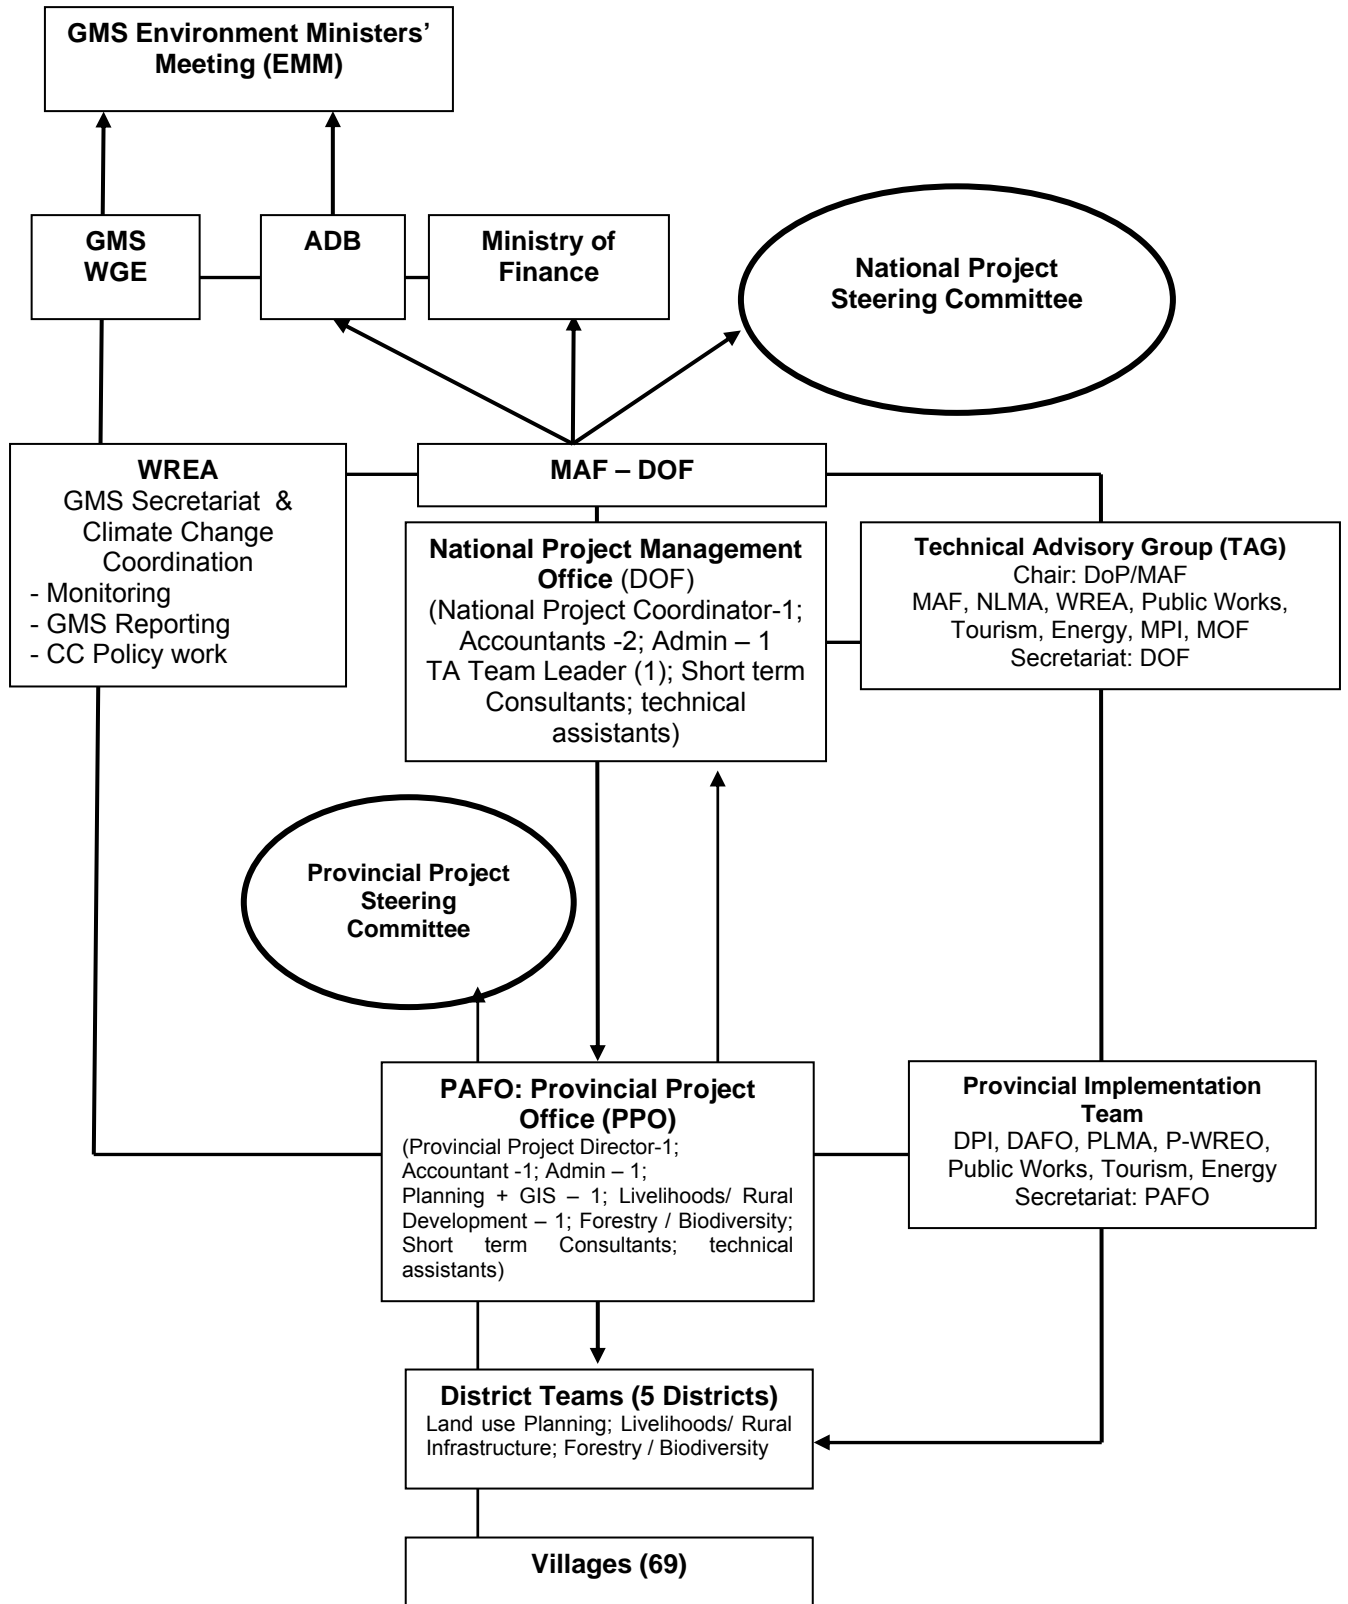 GMS Environment Ministers’
Meeting (EMM)
GMS
WGE
ADB
Ministry of
Finance
National Project
Steering Committee
WREA
GMS Secretariat &
Climate Change
Coordination
- Monitoring
- GMS Reporting
- CC Policy work
MAF – DOF
National Project Management
Office (DOF)
(National Project Coordinator-1;
Accountants -2; Admin – 1
TA Team Leader (1); Short term
Consultants; technical
assistants)
Technical Advisory Group (TAG)
Chair: DoP/MAF
MAF, NLMA, WREA, Public Works,
Tourism, Energy, MPI, MOF
Secretariat: DOF
Provincial Project
Steering
Committee
PAFO: Provincial Project
Office (PPO)
(Provincial Project Director-1;
Accountant -1; Admin – 1;
Planning + GIS – 1; Livelihoods/ Rural
Development – 1; Forestry / Biodiversity;
Short term Consultants; technical
assistants)
Provincial Implementation
Team
DPI, DAFO, PLMA, P-WREO,
Public Works, Tourism, Energy
Secretariat: PAFO
District Teams (5 Districts)
Land use Planning; Livelihoods/ Rural
Infrastructure; Forestry / Biodiversity
Villages (69)